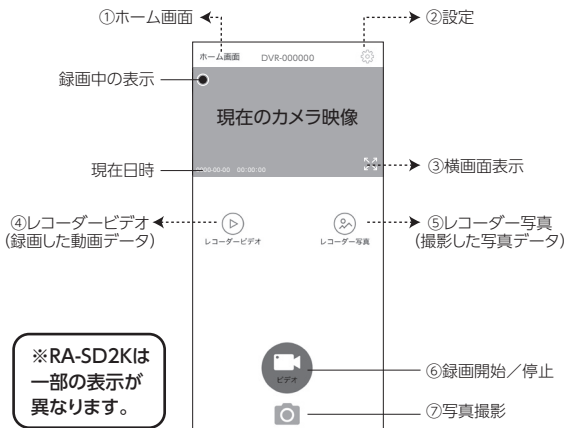 ①ホーム画面
②設定
ホーム画面 DVR-000000
録画中の表示
現在のカメラ映像
現在日時
0000-00-00 00:00:00
③横画面表示
④レコーダービデオ
(録画した動画データ)
レコーダービデオ
レコーダー写真
⑤レコーダー写真
(撮影した写真データ)
※RA-SD2Kは
一部の表示が
異なります。
ビデオ
⑥録画開始／停止
⑦写真撮影